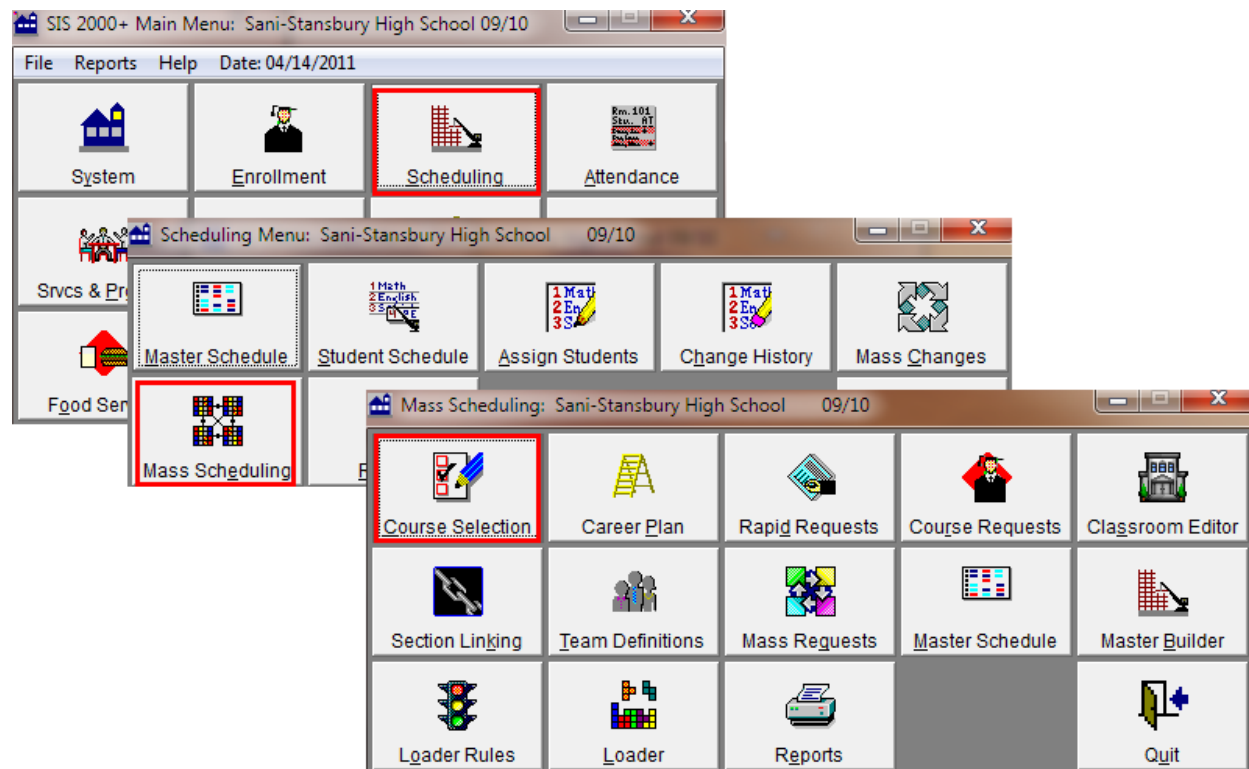 SIS 2000+ Main Menu: Sani-Stansbury High School 09/10
File Reports Help Date: 04/14/2011
Rm. 101
Stu. AT
System Enrollment Scheduling Attendance
Scheduling Menu: Sani-Stansbury High School 09/10
Srvcs & Pr
1 Math
2 English
3 S
1 Mat
2 En
3 S
1 Mat
2 En
3 S
Master Schedule Student Schedule Assign Students Change History Mass Changes
Food Ser
Mass Scheduling R
Mass Scheduling: Sani-Stansbury High School 09/10
Course Selection Career Plan Rapid Requests Course Requests Classroom Editor
Section Linking Team Definitions Mass Requests Master Schedule Master Builder
Loader Rules Loader Reports Quit